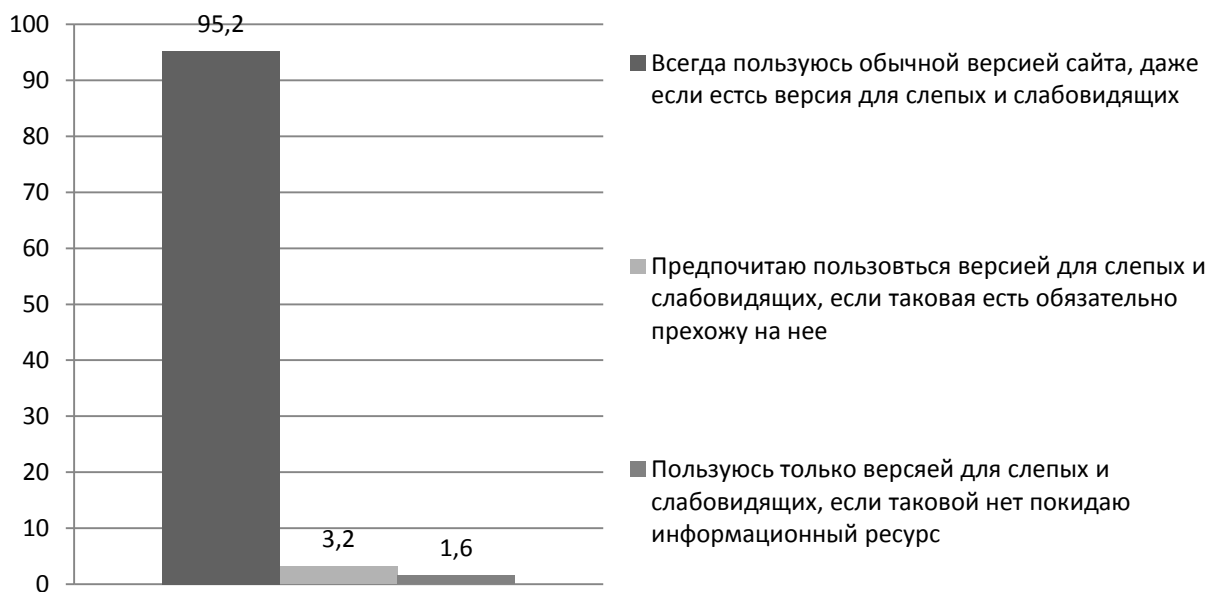 100
90
80
70
60
50
40
30
20
10
0
95,2
3,2
1,6
Всегда пользуюсь обычной версией сайта, даже
если естсь версия для слепых и слабовидящих
Предпочитаю пользовться версией для слепых и
слабовидящих, если таковая есть обязательно
прехожу на нее
Пользуюсь только версяей для слепых и
слабовидящих, если таковой нет покидаю
информационный ресурс